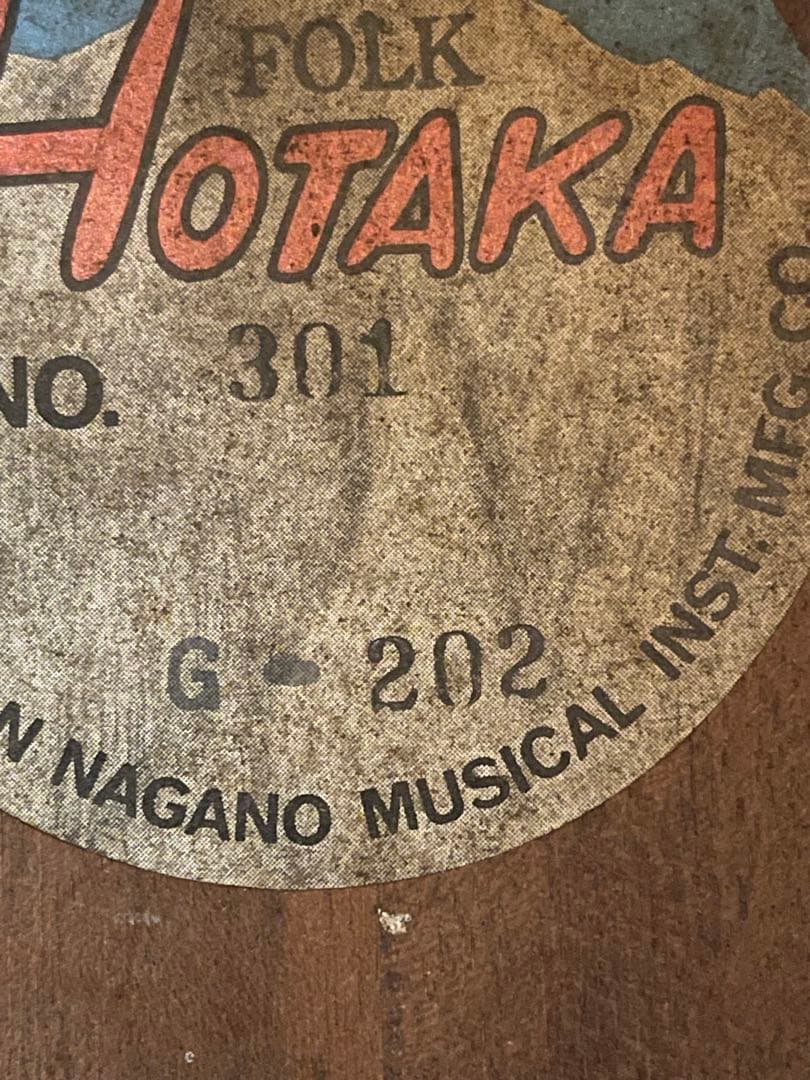 FOLK
HOTAKA
NO. 301
G - 202
N NAGANO MUSICAL INST. MFG CO